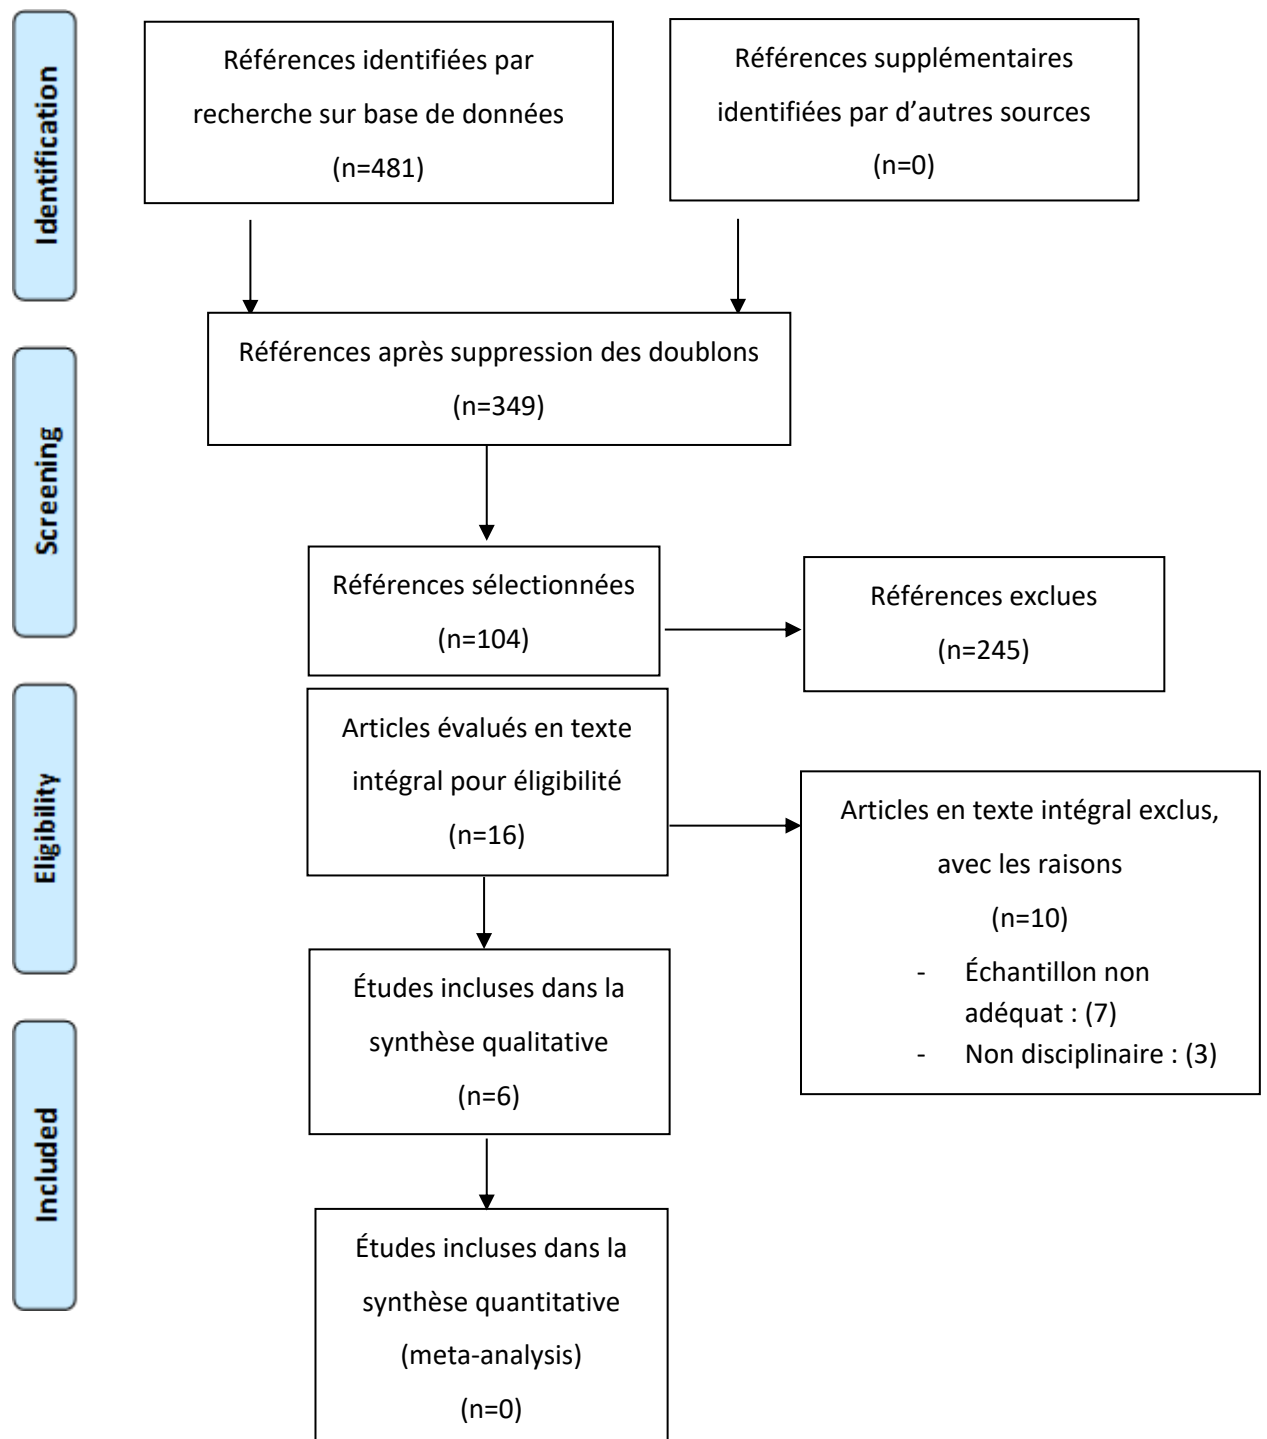 Identification
Références identifiées par
recherche sur base de données
(n=481)
Références supplémentaires
identifiées par d’autres sources
(n=0)
Screening
Références après suppression des doublons
(n=349)
Références sélectionnées
(n=104)
Références exclues
(n=245)
Eligibility
Articles évalués en texte
intégral pour éligibilité
(n=16)
Articles en texte intégral exclus,
avec les raisons
(n=10)
- Échantillon non
adéquat : (7)
- Non disciplinaire : (3)
Included
Études incluses dans la
synthèse qualitative
(n=6)
Études incluses dans la
synthèse quantitative
(meta-analysis)
(n=0)